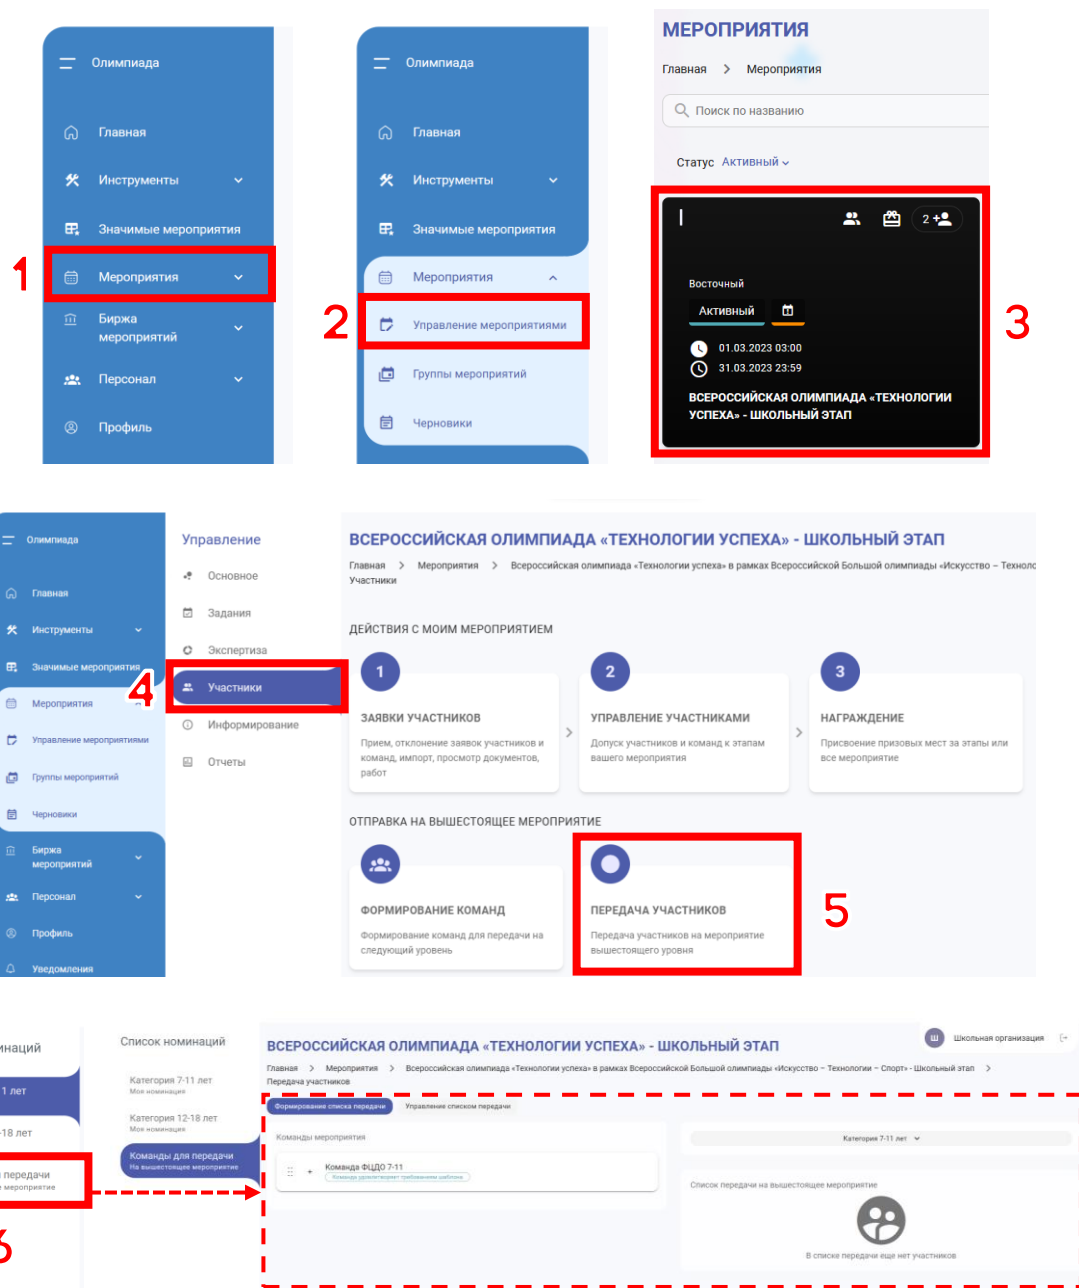 Олимпиада
Главная
Инструменты
Значимые мероприятия
1
Мероприятия
Биржа
мероприятий
Персонал
Профиль
Олимпиада
Главная
Инструменты
Значимые мероприятия
Мероприятия
2
Управление мероприятиями
Группы мероприятий
Черновики
МЕРОПРИЯТИЯ
Главная > Мероприятия
Поиск по названию
Статус Активный
2
Восточный
Активный
01.03.2023 03:00
31.03.2023 23:59
ВСЕРОССИЙСКАЯ ОЛИМПИАДА «ТЕХНОЛОГИИ
УСПЕХА» - ШКОЛЬНЫЙ ЭТАП
3
Олимпиада
Главная
Инструменты
Значимые мероприятия
Мероприятия
Управление мероприятиями
Группы мероприятий
Черновики
Биржа
мероприятий
Персонал
Профиль
Уведомления
Управление
Основное
Задания
Экспертиза
4
Участники
Информирование
Отчеты
ВСЕРОССИЙСКАЯ ОЛИМПИАДА «ТЕХНОЛОГИИ УСПЕХА» - ШКОЛЬНЫЙ ЭТАП
Главная > Мероприятия > Всероссийская олимпиада «Технологии успеха» в рамках Всероссийской Большой олимпиады «Искусство – Техноло
Участники
ДЕЙСТВИЯ С МОИМ МЕРОПРИЯТИЕМ
1
ЗАЯВКИ УЧАСТНИКОВ
Прием, отклонение заявок участников и
команд, импорт, просмотр документов,
работ
2
УПРАВЛЕНИЕ УЧАСТНИКАМИ
Допуск участников и команд к этапам
вашего мероприятия
3
НАГРАЖДЕНИЕ
Присвоение призовых мест за этапы или
все мероприятие
ОТПРАВКА НА ВЫШЕСТОЯЩЕЕ МЕРОПРИЯТИЕ
ФОРМИРОВАНИЕ КОМАНД
Формирование команд для передачи на
следующий уровень
ПЕРЕДАЧА УЧАСТНИКОВ
Передача участников на мероприятие
вышестоящего уровня
5
инаций
1 лет
-18 лет
передачи
мероприятие
6
Список номинаций
Категория 7-11 лет
Моя номинация
Категория 12-18 лет
Моя номинация
Команды для передачи
На вышестоящее мероприятие
Ш Школьная организация
ВСЕРОССИЙСКАЯ ОЛИМПИАДА «ТЕХНОЛОГИИ УСПЕХА» - ШКОЛЬНЫЙ ЭТАП
Главная > Мероприятия > Всероссийская олимпиада «Технологии успеха» в рамках Всероссийской Большой олимпиады «Искусство – Технологии – Спорт» - Школьный этап >
Передача участников
Формирование списка передачи Управление списком передачи
Команды мероприятия
+ Команда ФЦДО 7-11
Команда удовлетворяет требованиям шаблона
Категория 7-11 лет
Список передачи на вышестоящее мероприятие
В списке передачи еще нет участников